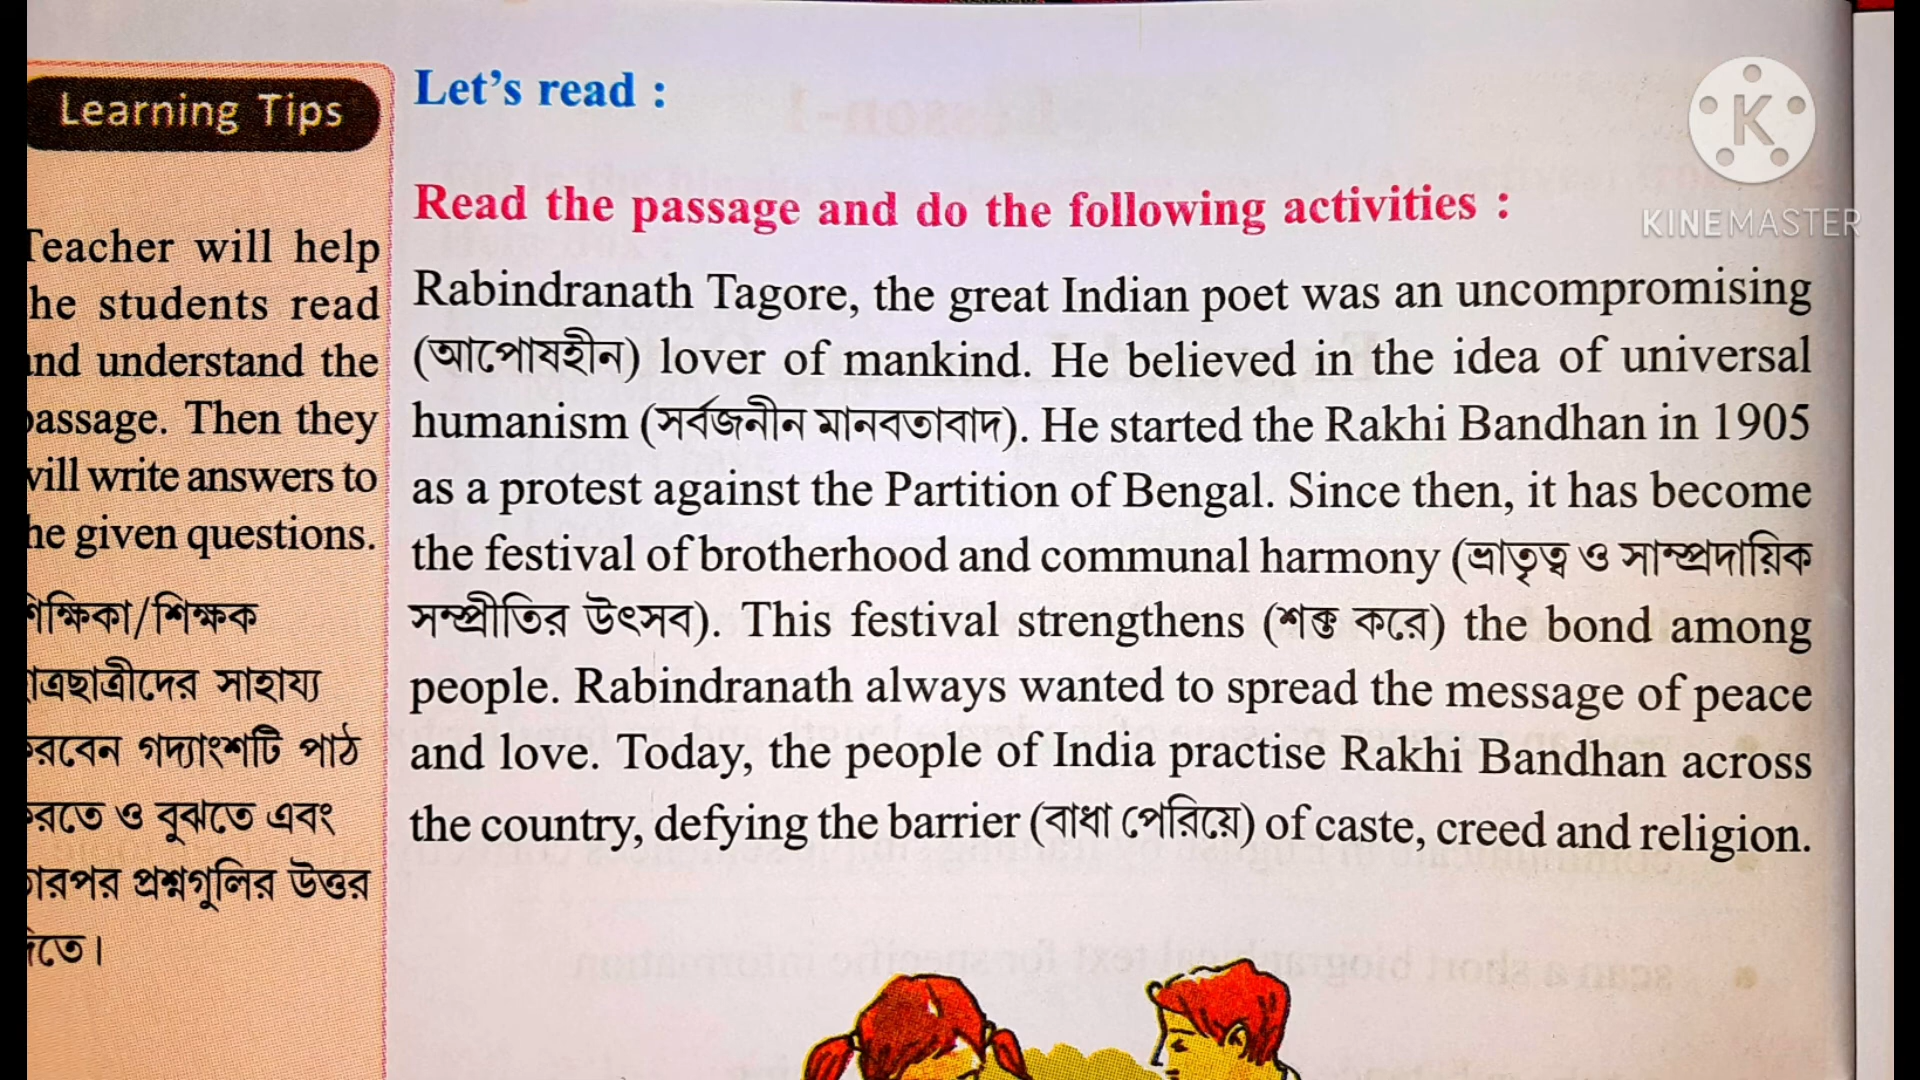 Learning Tips
Teacher will help
he students read
and understand the
passage. Then they
will write answers to
he given questions.
শিক্ষিকা/শিক্ষক
ছাত্রছাত্রীদের সাহায্য
করবেন গদ্যাংশটি পাঠ
করতে ও বুঝতে এবং
তারপর প্রশ্নগুলির উত্তর
দিতে।
Let's read :
Read the passage and do the following activities :
Rabindranath Tagore, the great Indian poet was an uncompromising
(আপোষহীন) lover of mankind. He believed in the idea of universal
humanism (সর্বজনীন মানবতাবাদ). He started the Rakhi Bandhan in 1905
as a protest against the Partition of Bengal. Since then, it has become
the festival of brotherhood and communal harmony (ভ্রাতৃত্ব ও সাম্প্রদায়িক
সম্প্রীতির উৎসব). This festival strengthens (শক্ত করে) the bond among
people. Rabindranath always wanted to spread the message of peace
and love. Today, the people of India practise Rakhi Bandhan across
the country, defying the barrier (বাধা পেরিয়ে) of caste, creed and religion.
K
KINEMASTER